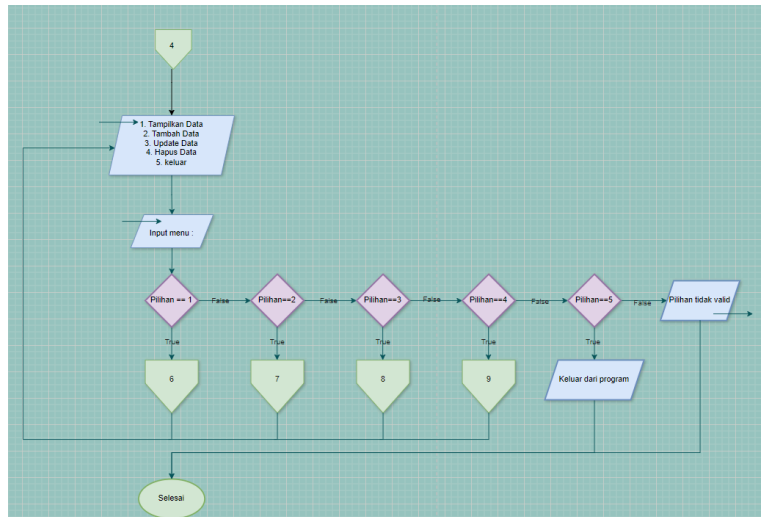 4
1. Tampilkan Data
2. Tambah Data
3. Update Data
4. Hapus Data
5. keluar
Input menu :
Pilihan == 1
False
Pilihan==2
False
Pilihan==3
False
Pilihan==4
False
Pilihan==5
False
Pilihan tidak valid
True
True
True
True
True
6
7
8
9
Keluar dari program
Selesai